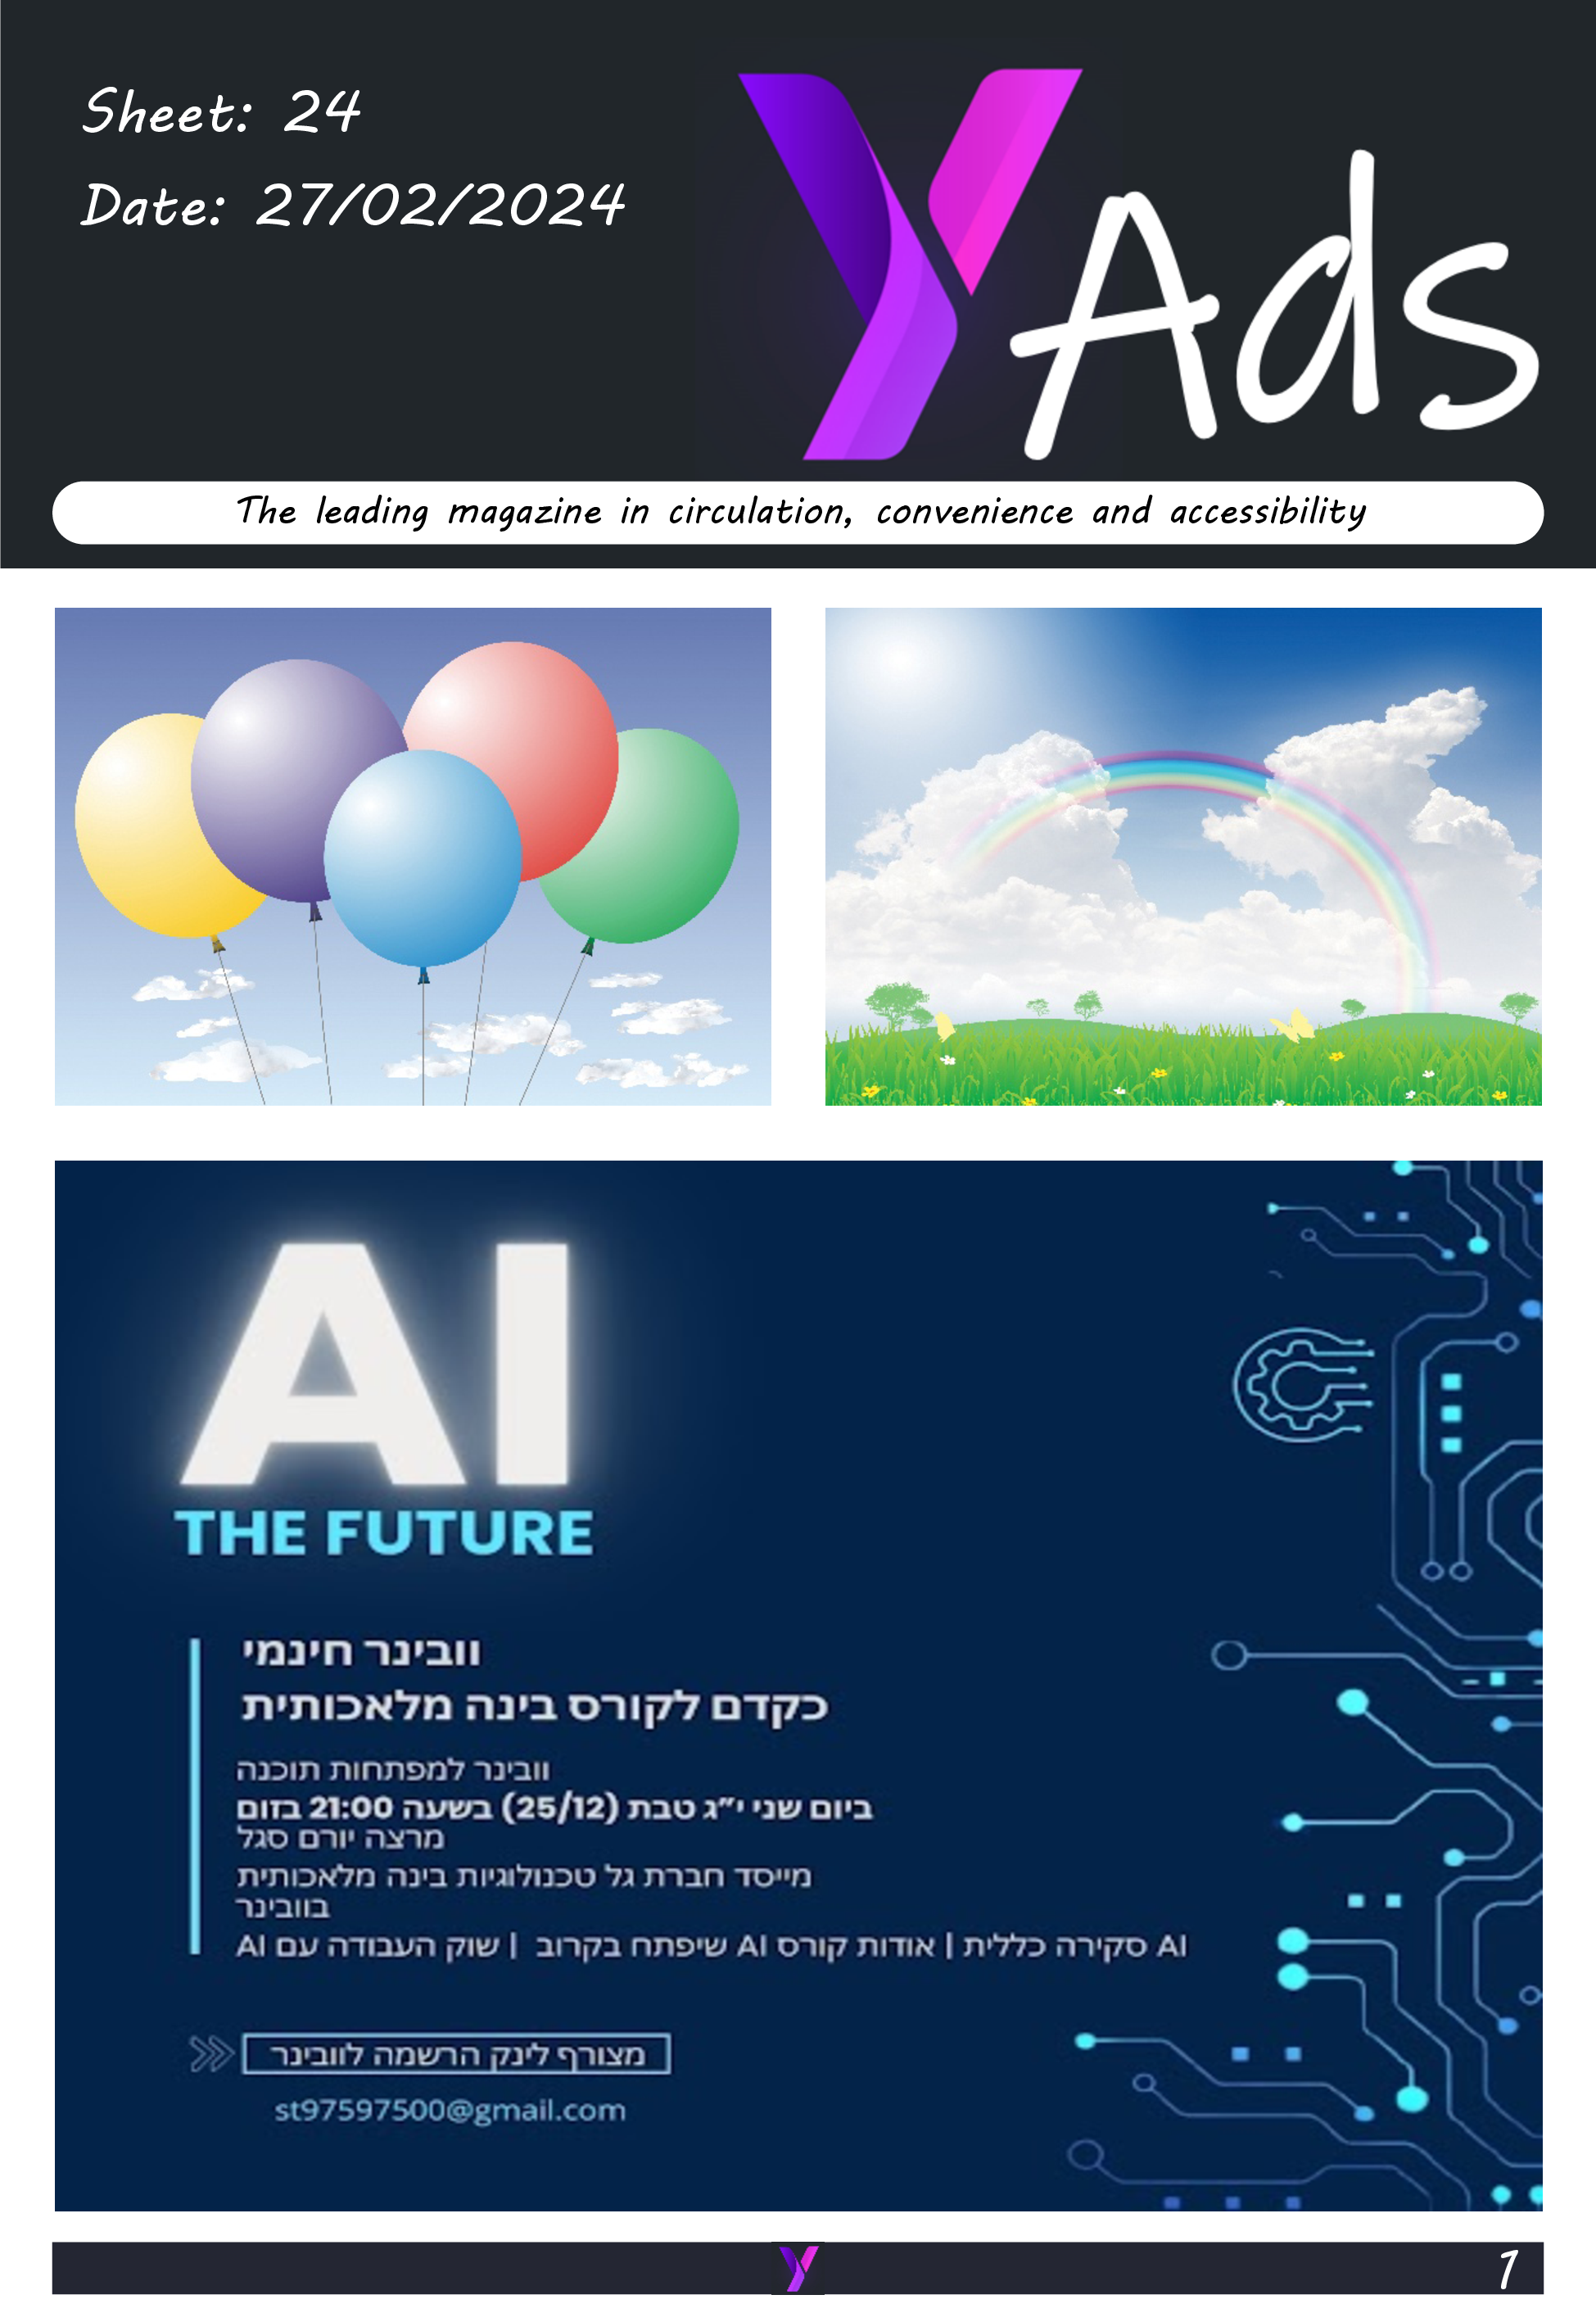 Sheet: 24
Date: 27/02/2024
Y Ads
The leading magazine in circulation, convenience and accessibility
AI
THE FUTURE
וובינר חינמי
כקדם לקורס בינה מלאכותית
וובינר למפתחות תוכנה
ביום שני י"ג טבת (25/12) בשעה 21:00 בזום
מרצה יורם סגל
מייסד חברת גל טכנולוגיות בינה מלאכותית
בוובינר
AI סקירה כללית | אודות קורס AI שיפתח בקרוב | שוק העבודה עם AI
מצורף לינק הרשמה לוובינר
st97597500@gmail.com
Y
1